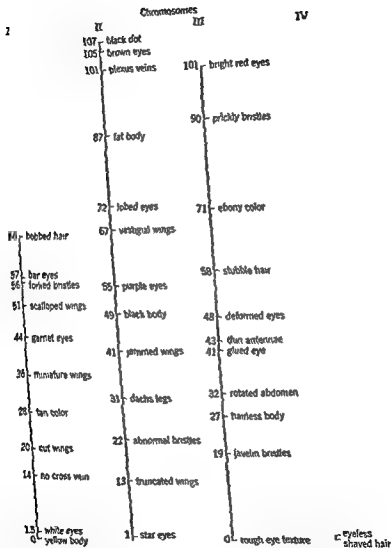 Chromosomes
I
II
III
IV
bobbed hair
57 bar eyes
56 forked bristles
51 scalloped wings
44 garnet eyes
36 miniature wings
28 tan color
20 cut wings
14 no cross vein
1.5 white eyes
0 yellow body
107 black dot
105 brown eyes
101 plexus veins
87 fat body
72 lobed eyes
67 vestigial wings
55 purple eyes
49 black body
41 jammed wings
31 dachs legs
22 abnormal bristles
13 truncated wings
1 star eyes
101 bright red eyes
90 prickly bristles
71 ebony color
58 stubble hair
48 deformed eyes
43 thin antennae
41 glued eye
32 rotated abdomen
27 hairless body
19 javelin bristles
0 rough eye texture
eyeless
shaved hair